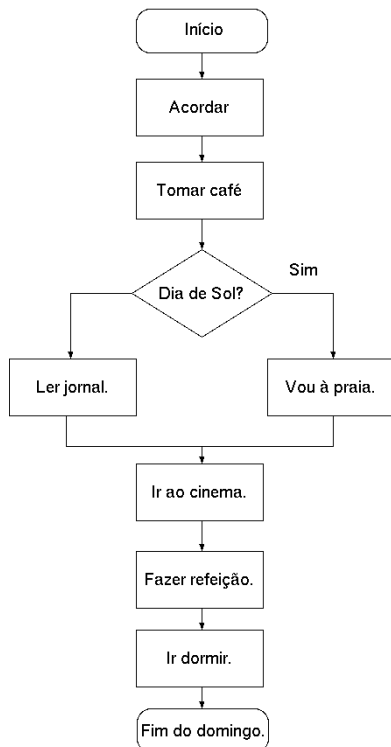 Início
Acordar
Tomar café
Sim
Dia de Sol?
Ler jornal.
Vou à praia.
Ir ao cinema.
Fazer refeição.
Ir dormir.
Fim do domingo.